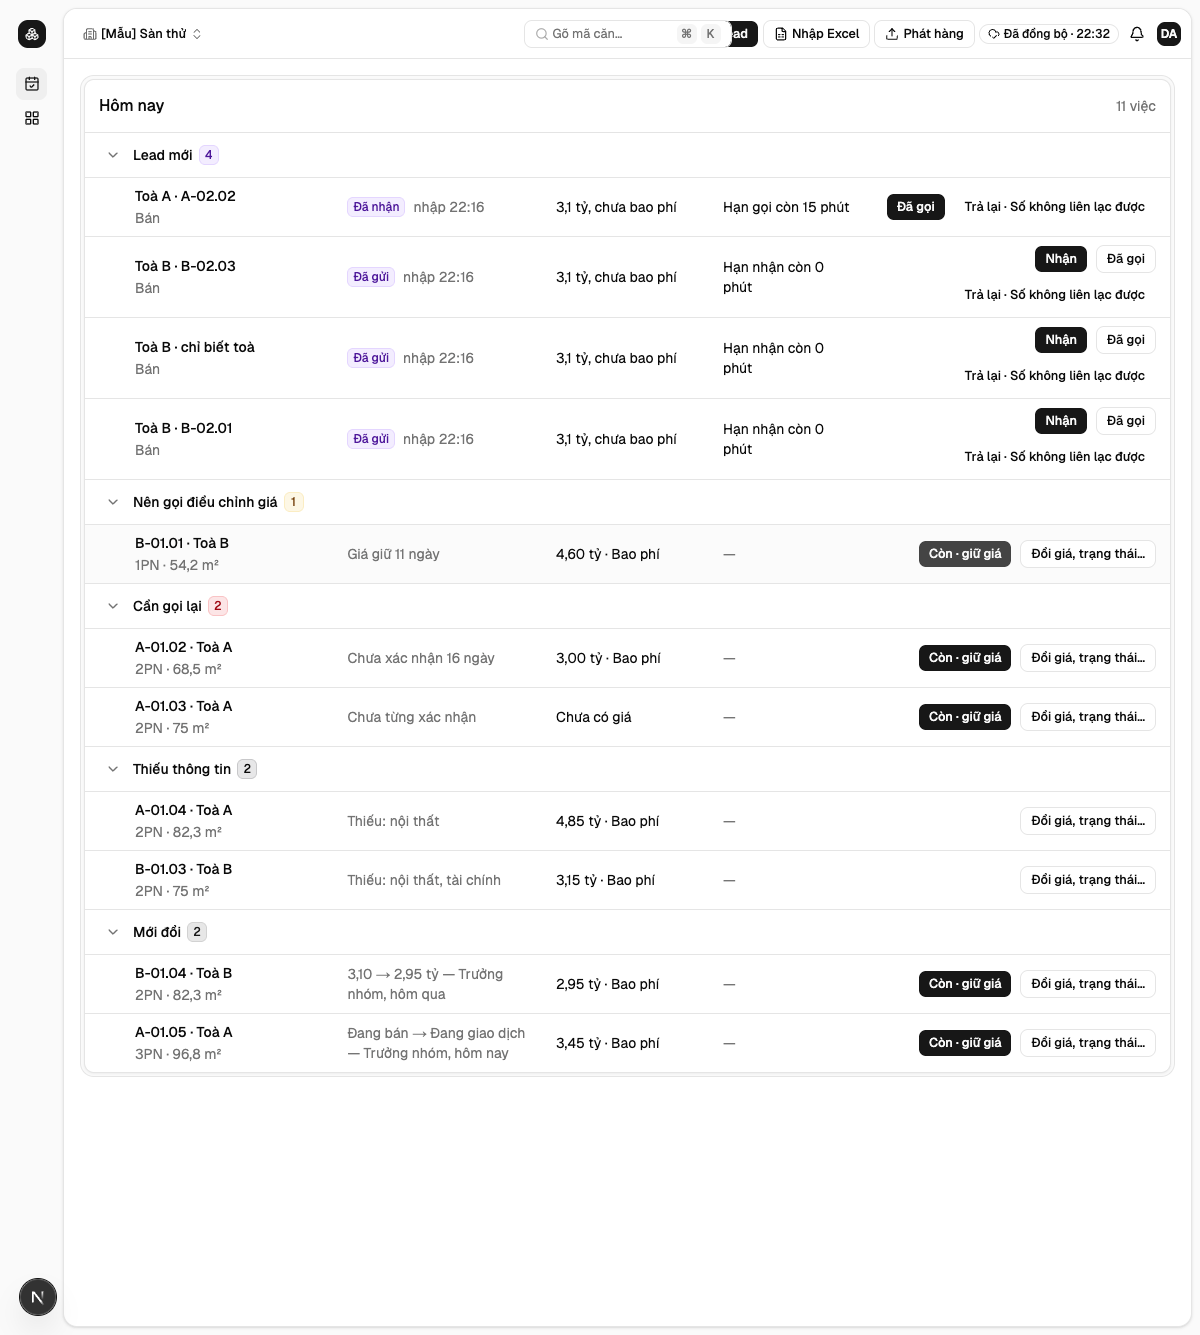 [Mẫu] Sàn thử
Gõ mã căn... ⌘ K
ead
Nhập Excel
Phát hàng
Đã đồng bộ · 22:32
DA
Hôm nay
11 việc
Lead mới 4
Toà A · A-02.02
Bán
Đã nhận nhập 22:16
3,1 tỷ, chưa bao phí
Hạn gọi còn 15 phút
Đã gọi
Trả lại · Số không liên lạc được
Toà B · B-02.03
Bán
Đã gửi nhập 22:16
3,1 tỷ, chưa bao phí
Hạn nhận còn 0
phút
Nhận
Đã gọi
Trả lại · Số không liên lạc được
Toà B · chỉ biết toà
Bán
Đã gửi nhập 22:16
3,1 tỷ, chưa bao phí
Hạn nhận còn 0
phút
Nhận
Đã gọi
Trả lại · Số không liên lạc được
Toà B · B-02.01
Bán
Đã gửi nhập 22:16
3,1 tỷ, chưa bao phí
Hạn nhận còn 0
phút
Nhận
Đã gọi
Trả lại · Số không liên lạc được
Nên gọi điều chỉnh giá 1
B-01.01 · Toà B
1PN · 54,2 m²
Giá giữ 11 ngày
4,60 tỷ · Bao phí
—
Còn · giữ giá
Đổi giá, trạng thái...
Cần gọi lại 2
A-01.02 · Toà A
2PN · 68,5 m²
Chưa xác nhận 16 ngày
3,00 tỷ · Bao phí
—
Còn · giữ giá
Đổi giá, trạng thái...
A-01.03 · Toà A
2PN · 75 m²
Chưa từng xác nhận
Chưa có giá
—
Còn · giữ giá
Đổi giá, trạng thái...
Thiếu thông tin 2
A-01.04 · Toà A
2PN · 82,3 m²
Thiếu: nội thất
4,85 tỷ · Bao phí
—
Đổi giá, trạng thái...
B-01.03 · Toà B
2PN · 75 m²
Thiếu: nội thất, tài chính
3,15 tỷ · Bao phí
—
Đổi giá, trạng thái...
Mới đổi 2
B-01.04 · Toà B
2PN · 82,3 m²
3,10 → 2,95 tỷ — Trưởng
nhóm, hôm qua
2,95 tỷ · Bao phí
—
Còn · giữ giá
Đổi giá, trạng thái...
A-01.05 · Toà A
3PN · 96,8 m²
Đang bán → Đang giao dịch
— Trưởng nhóm, hôm nay
3,45 tỷ · Bao phí
—
Còn · giữ giá
Đổi giá, trạng thái...
N